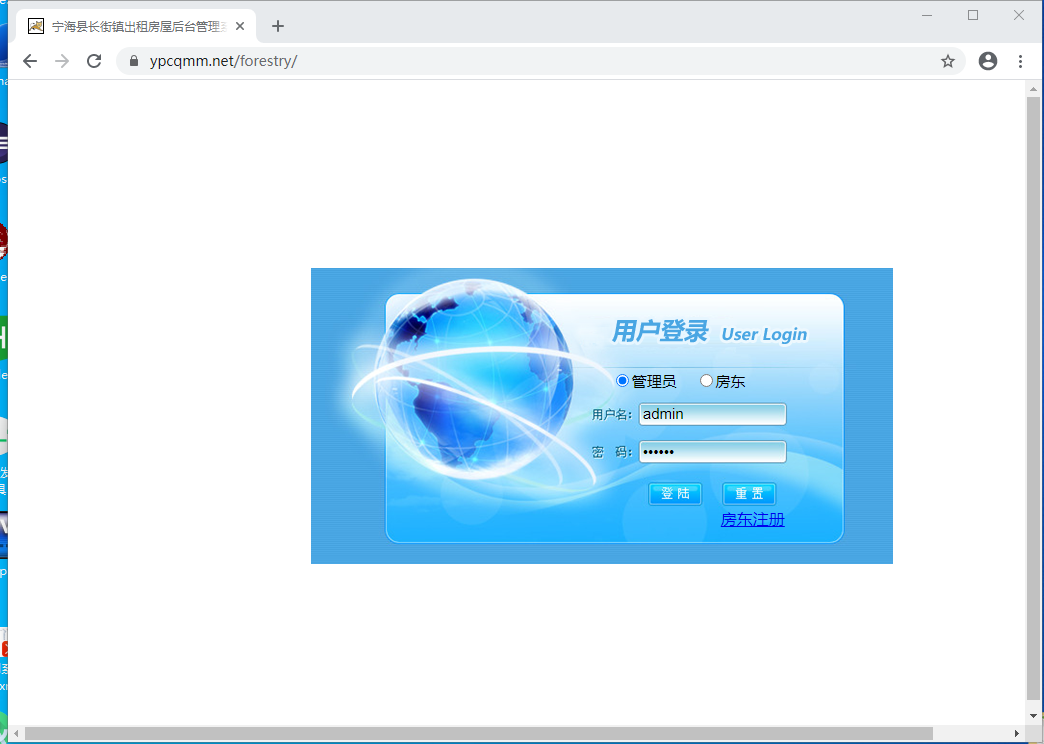 宁海县长街镇出租房屋后台管理
ypcqmm.net/forestry/
用户登录 User Login
管理员 房东
用户名: admin
密 码: ••••••
登 陆 重 置
房东注册